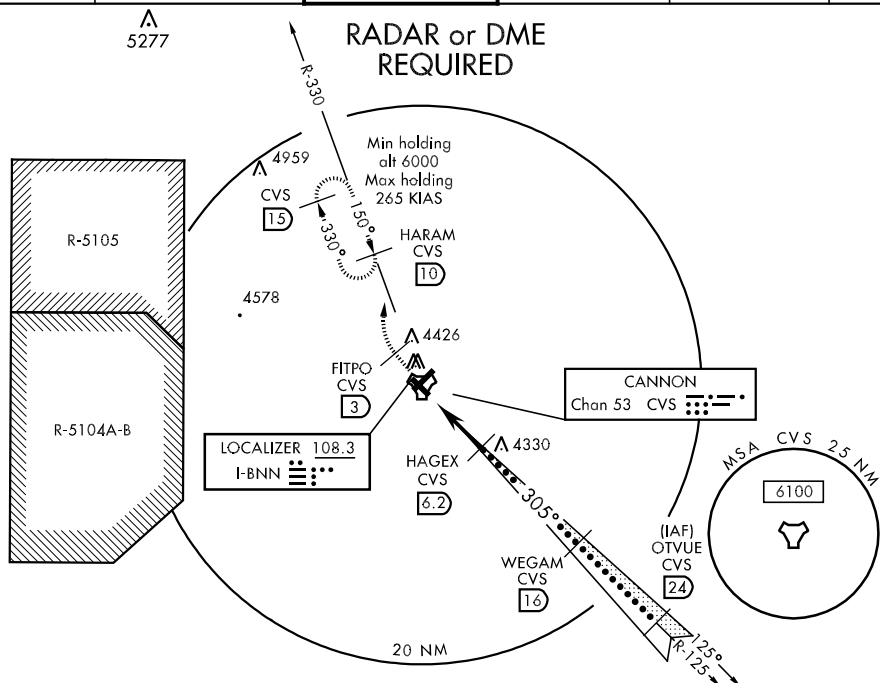 5277
RADAR or DME
REQUIRED
R-330
4959
Min holding
alt 6000
Max holding
265 KIAS
CVS
15
150°
330°
R-5105
HARAM
CVS
10
4578
4426
FITPO
CVS
3
CANNON
Chan 53 CVS
R-5104A-B
LOCALIZER 108.3
I-BNN
4330
HAGEX
CVS
6.2
MSA CVS 25 NM
6100
305°
(IAF)
OTVUE
CVS
24
WEGAM
CVS
16
125°
R-125
20 NM